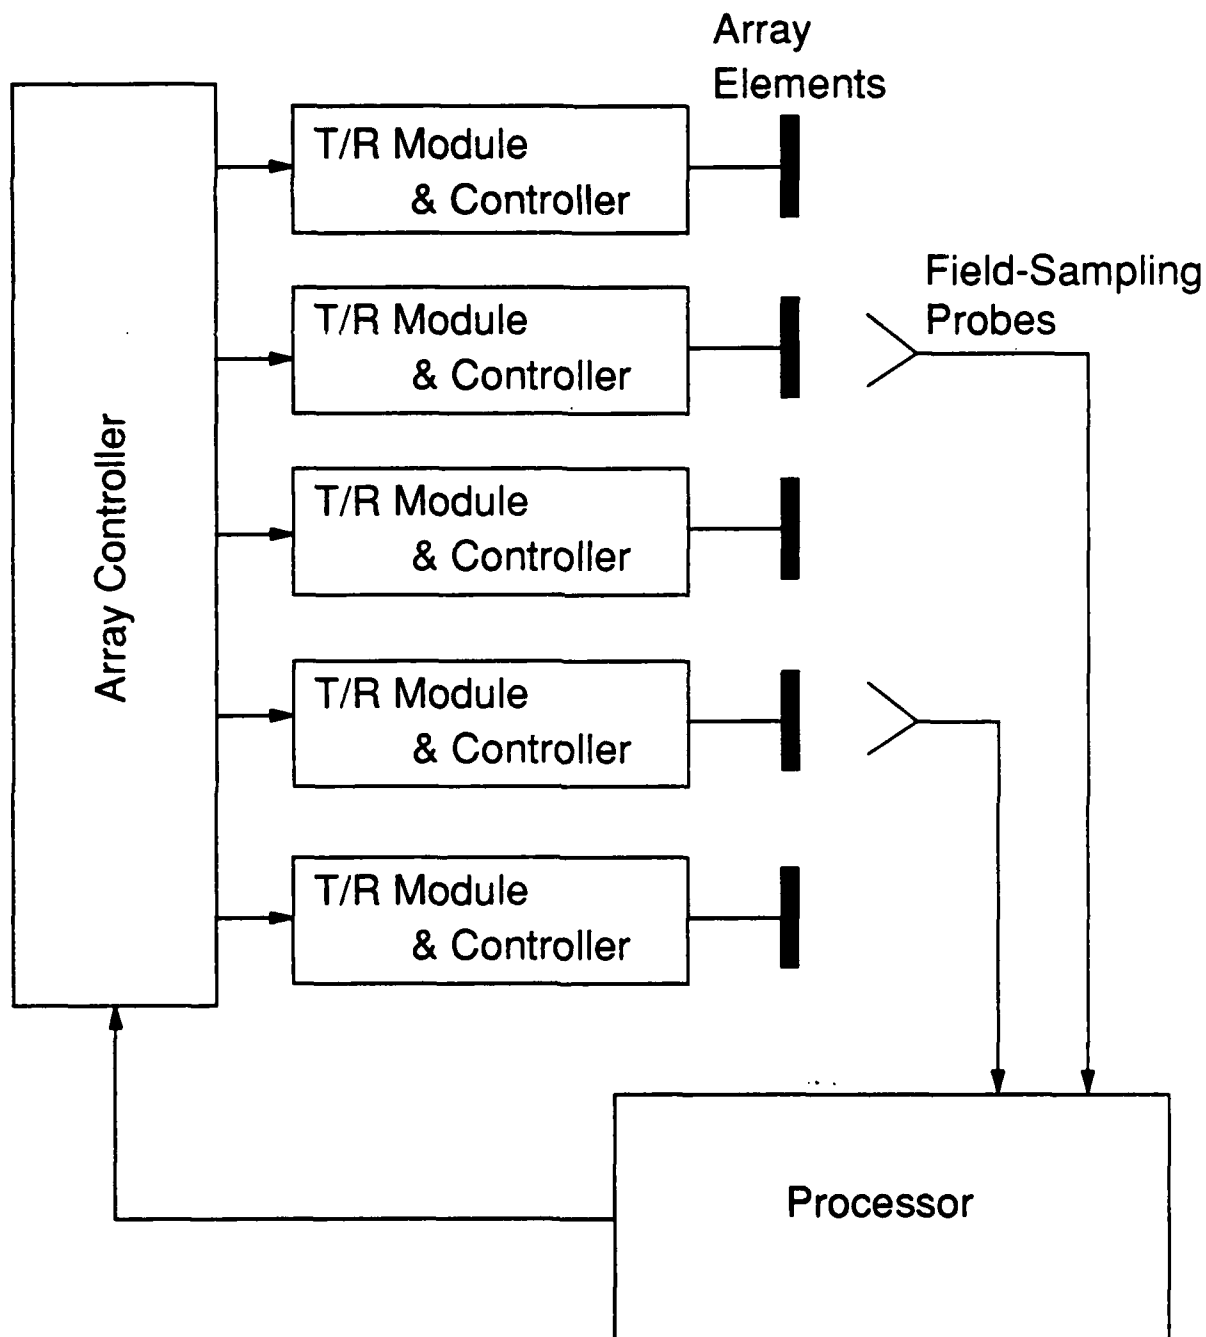 Array
Elements
T/R Module
& Controller
Field-Sampling
Probes
T/R Module
& Controller
T/R Module
& Controller
Array Controller
T/R Module
& Controller
T/R Module
& Controller
Processor